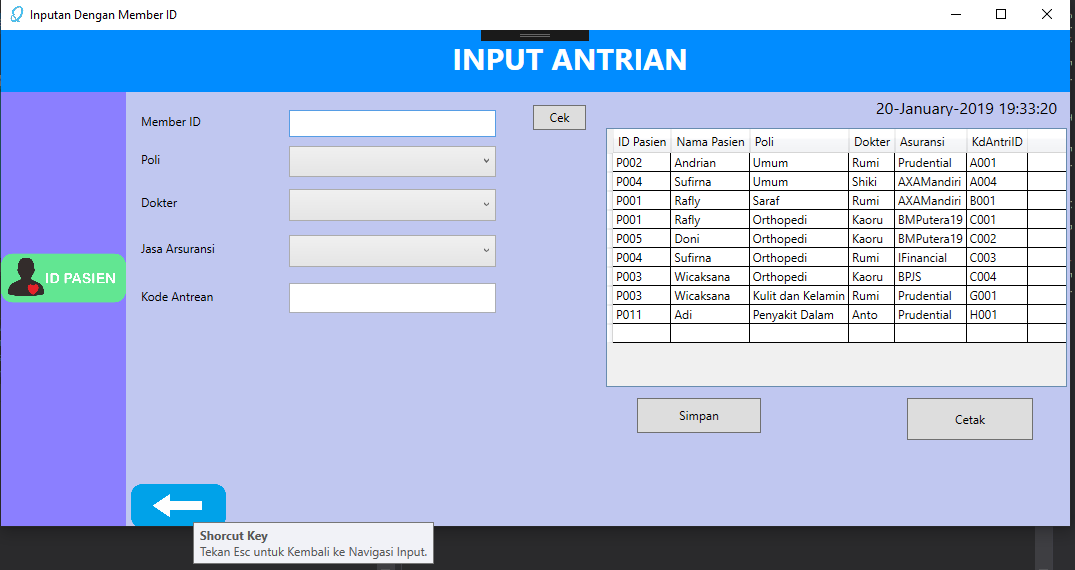 Inputan Dengan Member ID
INPUT ANTRIAN
20-January-2019 19:33:20
Member ID
Cek
Poli
Dokter
Jasa Arsuransi
Kode Antrean
ID PASIEN
ID Pasien Nama Pasien Poli Dokter Asuransi KdAntriID
P002 Andrian Umum Rumi Prudential A001
P004 Sufirna Umum Shiki AXAMandiri A004
P001 Rafly Saraf Rumi AXAMandiri B001
P001 Rafly Orthopedi Kaoru BMPutera19 C001
P005 Doni Orthopedi Kaoru BMPutera19 C002
P004 Sufirna Orthopedi Rumi IFinancial C003
P003 Wicaksana Orthopedi Kaoru BPJS C004
P003 Wicaksana Kulit dan Kelamin Rumi Prudential G001
P011 Adi Penyakit Dalam Anto Prudential H001
Simpan
Cetak
Shorcut Key
Tekan Esc untuk Kembali ke Navigasi Input.